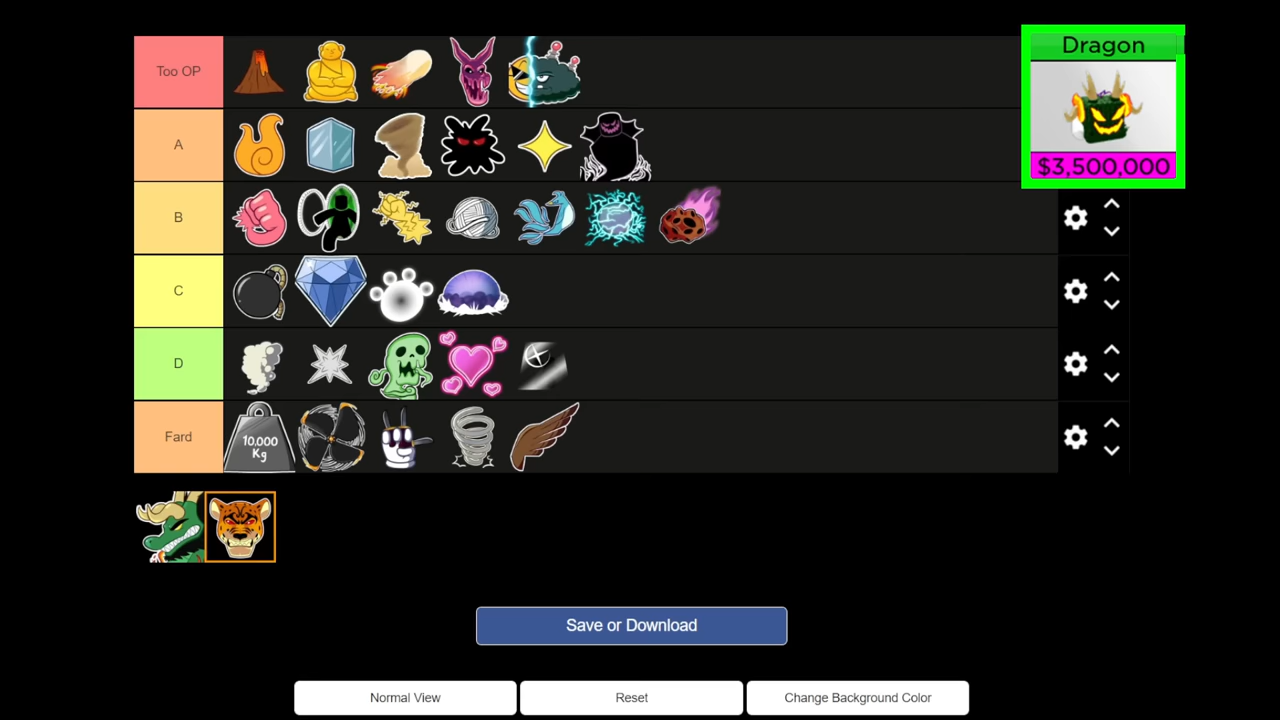 Too OP
Dragon
$3,500,000
A
B
C
D
Fard
10.000
Kg
Save or Download
Normal View
Reset
Change Background Color